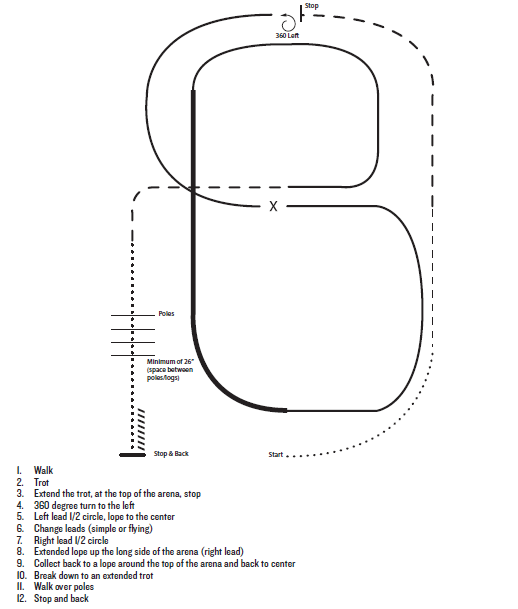 Stop
360 Left
X
Poles
Minimum of 26"
(space between
poles/logs)
Stop & Back
Start
1. Walk
2. Trot
3. Extend the trot, at the top of the arena, stop
4. 360 degree turn to the left
5. Left lead 1/2 circle, lope to the center
6. Change leads (simple or flying)
7. Right lead 1/2 circle
8. Extended lope up the long side of the arena (right lead)
9. Collect back to a lope around the top of the arena and back to center
10. Break down to an extended trot
11. Walk over poles
12. Stop and back